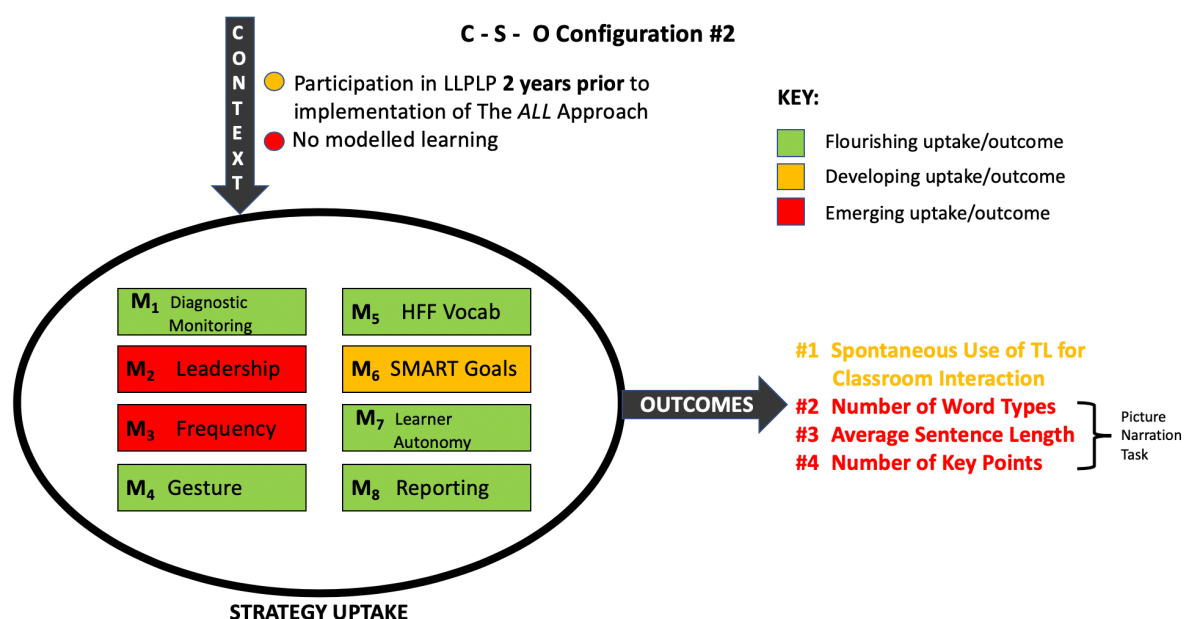 C - S - O Configuration #2
CONTEXT
Participation in LLPLP 2 years prior to
implementation of The ALL Approach
No modelled learning
KEY:
Flourishing uptake/outcome
Developing uptake/outcome
Emerging uptake/outcome
M1 Diagnostic
Monitoring
M2 Leadership
M3 Frequency
M4 Gesture
M5 HFF Vocab
M6 SMART Goals
M7 Learner
Autonomy
M8 Reporting
STRATEGY UPTAKE
OUTCOMES
#1 Spontaneous Use of TL for
Classroom Interaction
#2 Number of Word Types
#3 Average Sentence Length
#4 Number of Key Points
Picture
Narration
Task